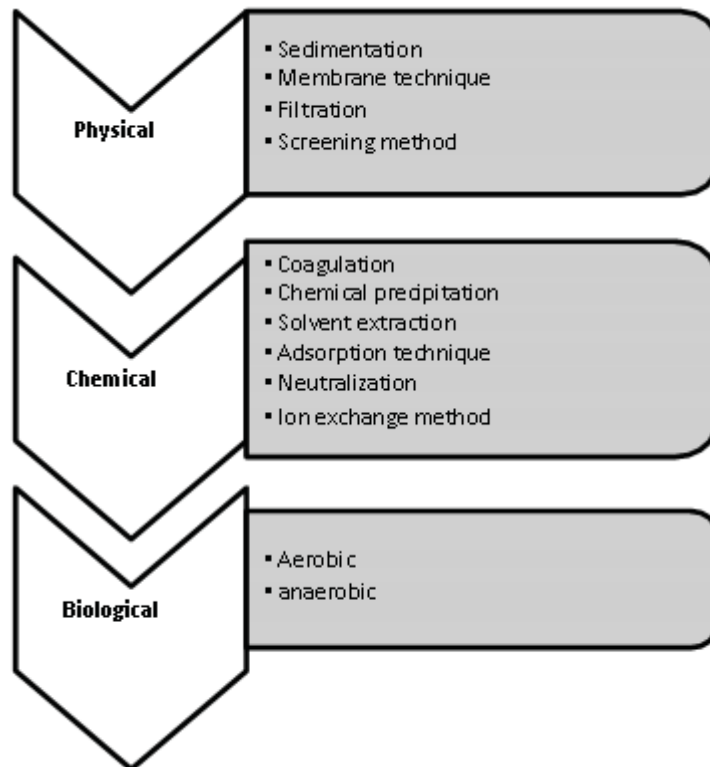 Physical
▪ Sedimentation
▪ Membrane technique
▪ Filtration
▪ Screening method
Chemical
▪ Coagulation
▪ Chemical precipitation
▪ Solvent extraction
▪ Adsorption technique
▪ Neutralization
▪ Ion exchange method
Biological
▪ Aerobic
▪ anaerobic